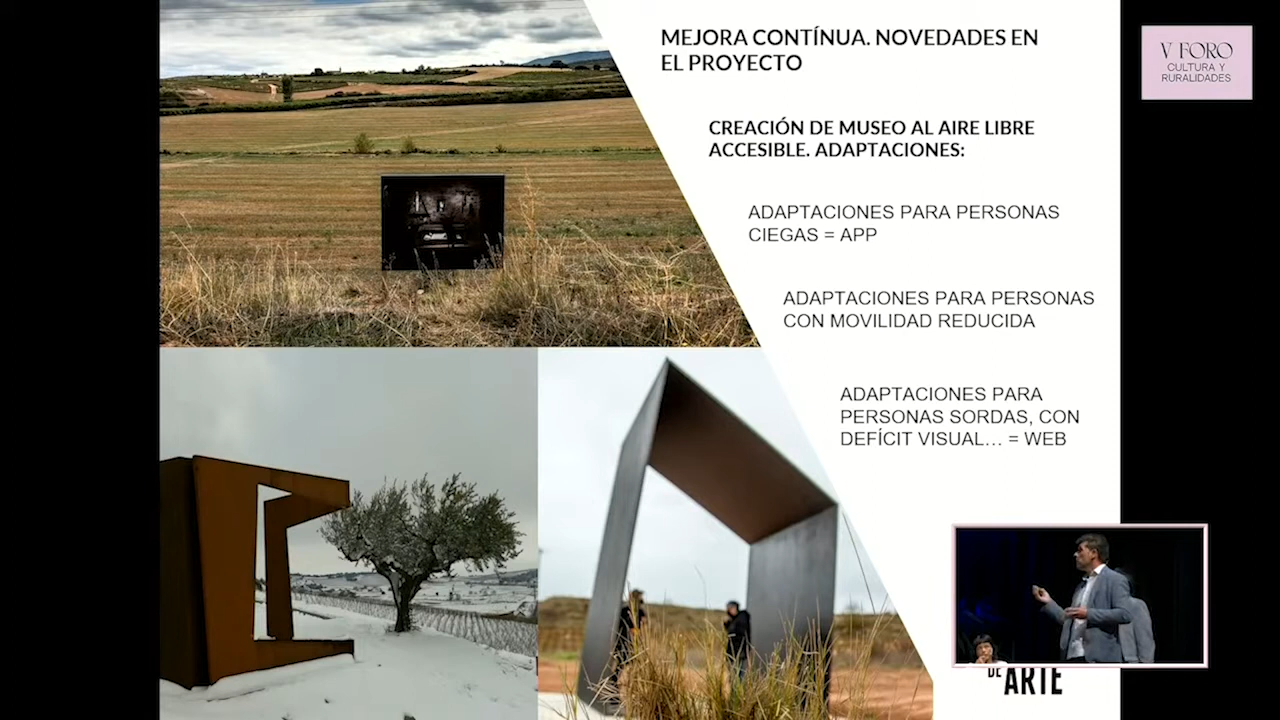 MEJORA CONTÍNUA. NOVEDADES EN
EL PROYECTO
V FORO
CULTURA Y
RURALIDADES
CREACIÓN DE MUSEO AL AIRE LIBRE
ACCESIBLE. ADAPTACIONES:
ADAPTACIONES PARA PERSONAS
CIEGAS = APP
ADAPTACIONES PARA PERSONAS
CON MOVILIDAD REDUCIDA
ADAPTACIONES PARA
PERSONAS SORDAS, CON
DEFÍCIT VISUAL... = WEB
DE ARTE